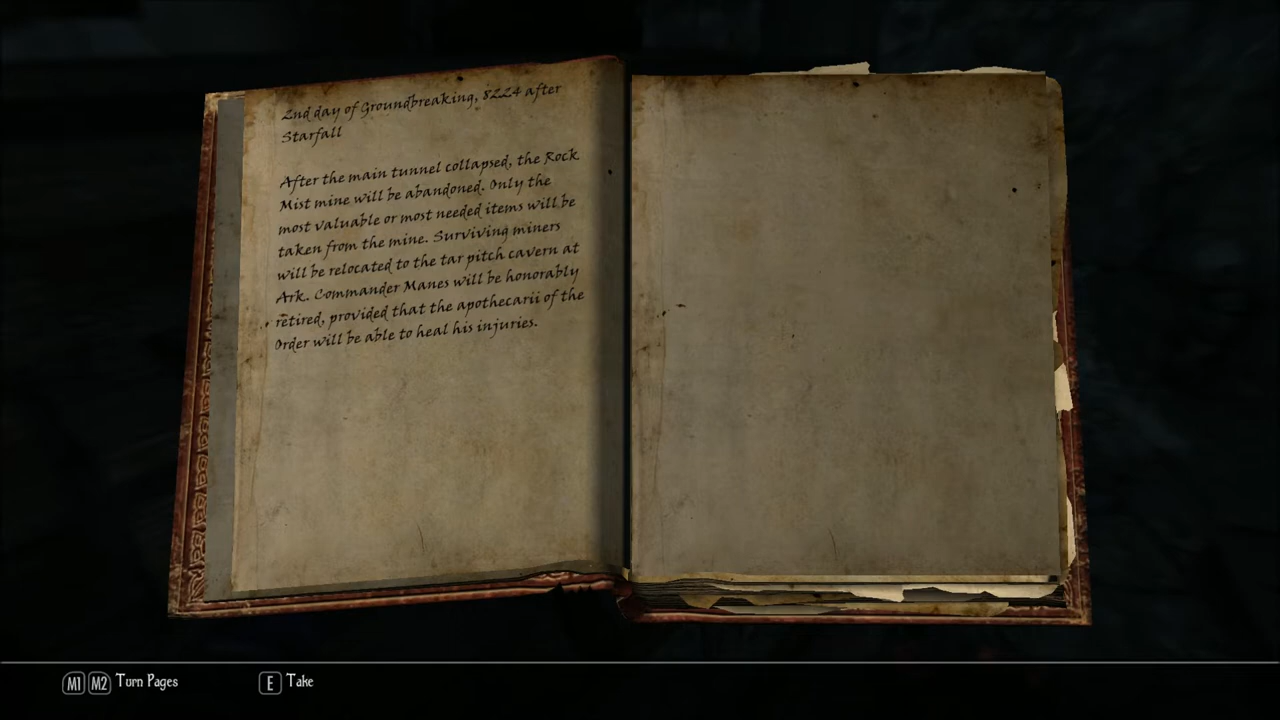 2nd day of Groundbreaking, 8224 after
Starfall
After the main tunnel collapsed, the Rock
Mist mine will be abandoned. Only the
most valuable or most needed items will be
taken from the mine. Surviving miners
will be relocated to the tar pitch cavern at
Ark. Commander Manes will be honorably
retired, provided that the apothecarii of the
Order will be able to heal his injuries.
M1 M2 Turn Pages
E Take